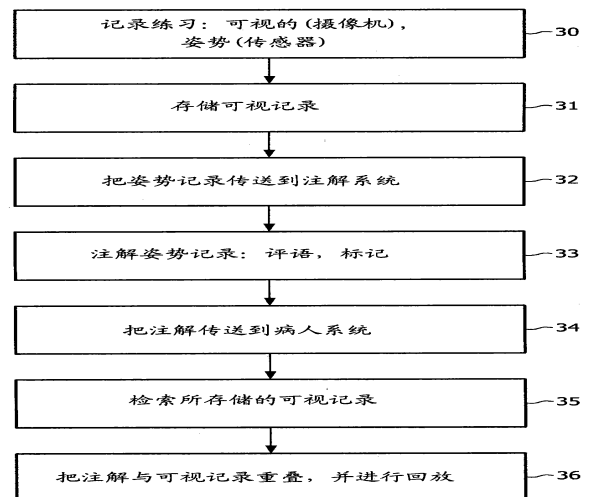 记录练习: 可视的(摄像机),
姿势(传感器)
30
存储可视记录
31
把姿势记录传送到注解系统
32
注解姿势记录: 评语, 标记
33
把注解传送到病人系统
34
检索所存储的可视记录
35
把注解与可视记录重叠, 并进行回放
36